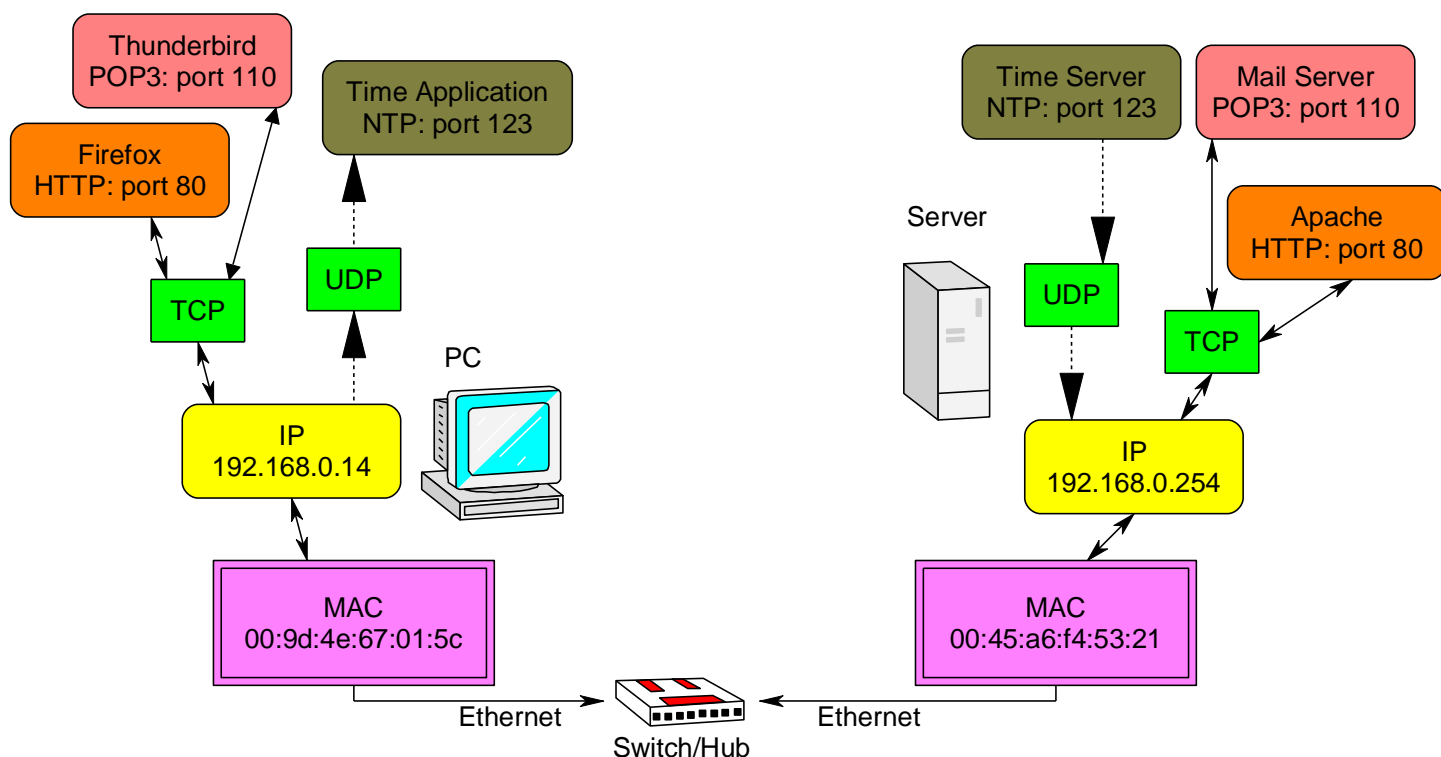 Thunderbird
POP3: port 110
Time Application
NTP: port 123
Firefox
HTTP: port 80
TCP
UDP
PC
IP
192.168.0.14
MAC
00:9d:4e:67:01:5c
Ethernet
Switch/Hub
Time Server
NTP: port 123
Mail Server
POP3: port 110
Server
Apache
HTTP: port 80
UDP
TCP
IP
192.168.0.254
MAC
00:45:a6:f4:53:21
Ethernet